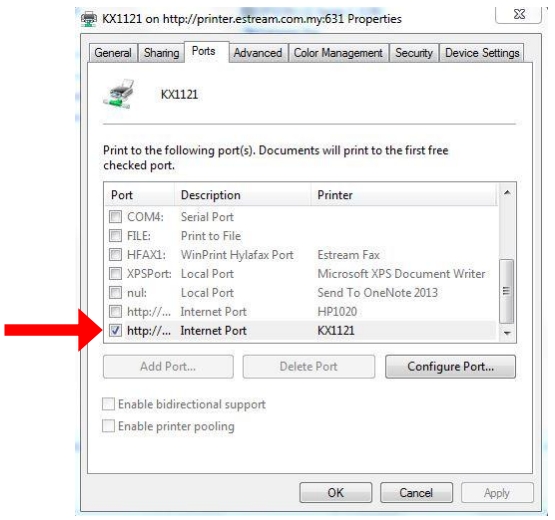 KX1121 on http://printer.estream.com.my:631 Properties
General Sharing Ports Advanced Color Management Security Device Settings
KX1121
Print to the following port(s). Documents will print to the first free
checked port.
Port Description Printer
COM4: Serial Port
FILE: Print to File
HFAX1: WinPrint Hylafax Port Estream Fax
XPSPort: Local Port Microsoft XPS Document Writer
nul: Local Port Send To OneNote 2013
http://... Internet Port HP1020
http://... Internet Port KX1121
Add Port... Delete Port Configure Port...
Enable bidirectional support
Enable printer pooling
OK Cancel Apply